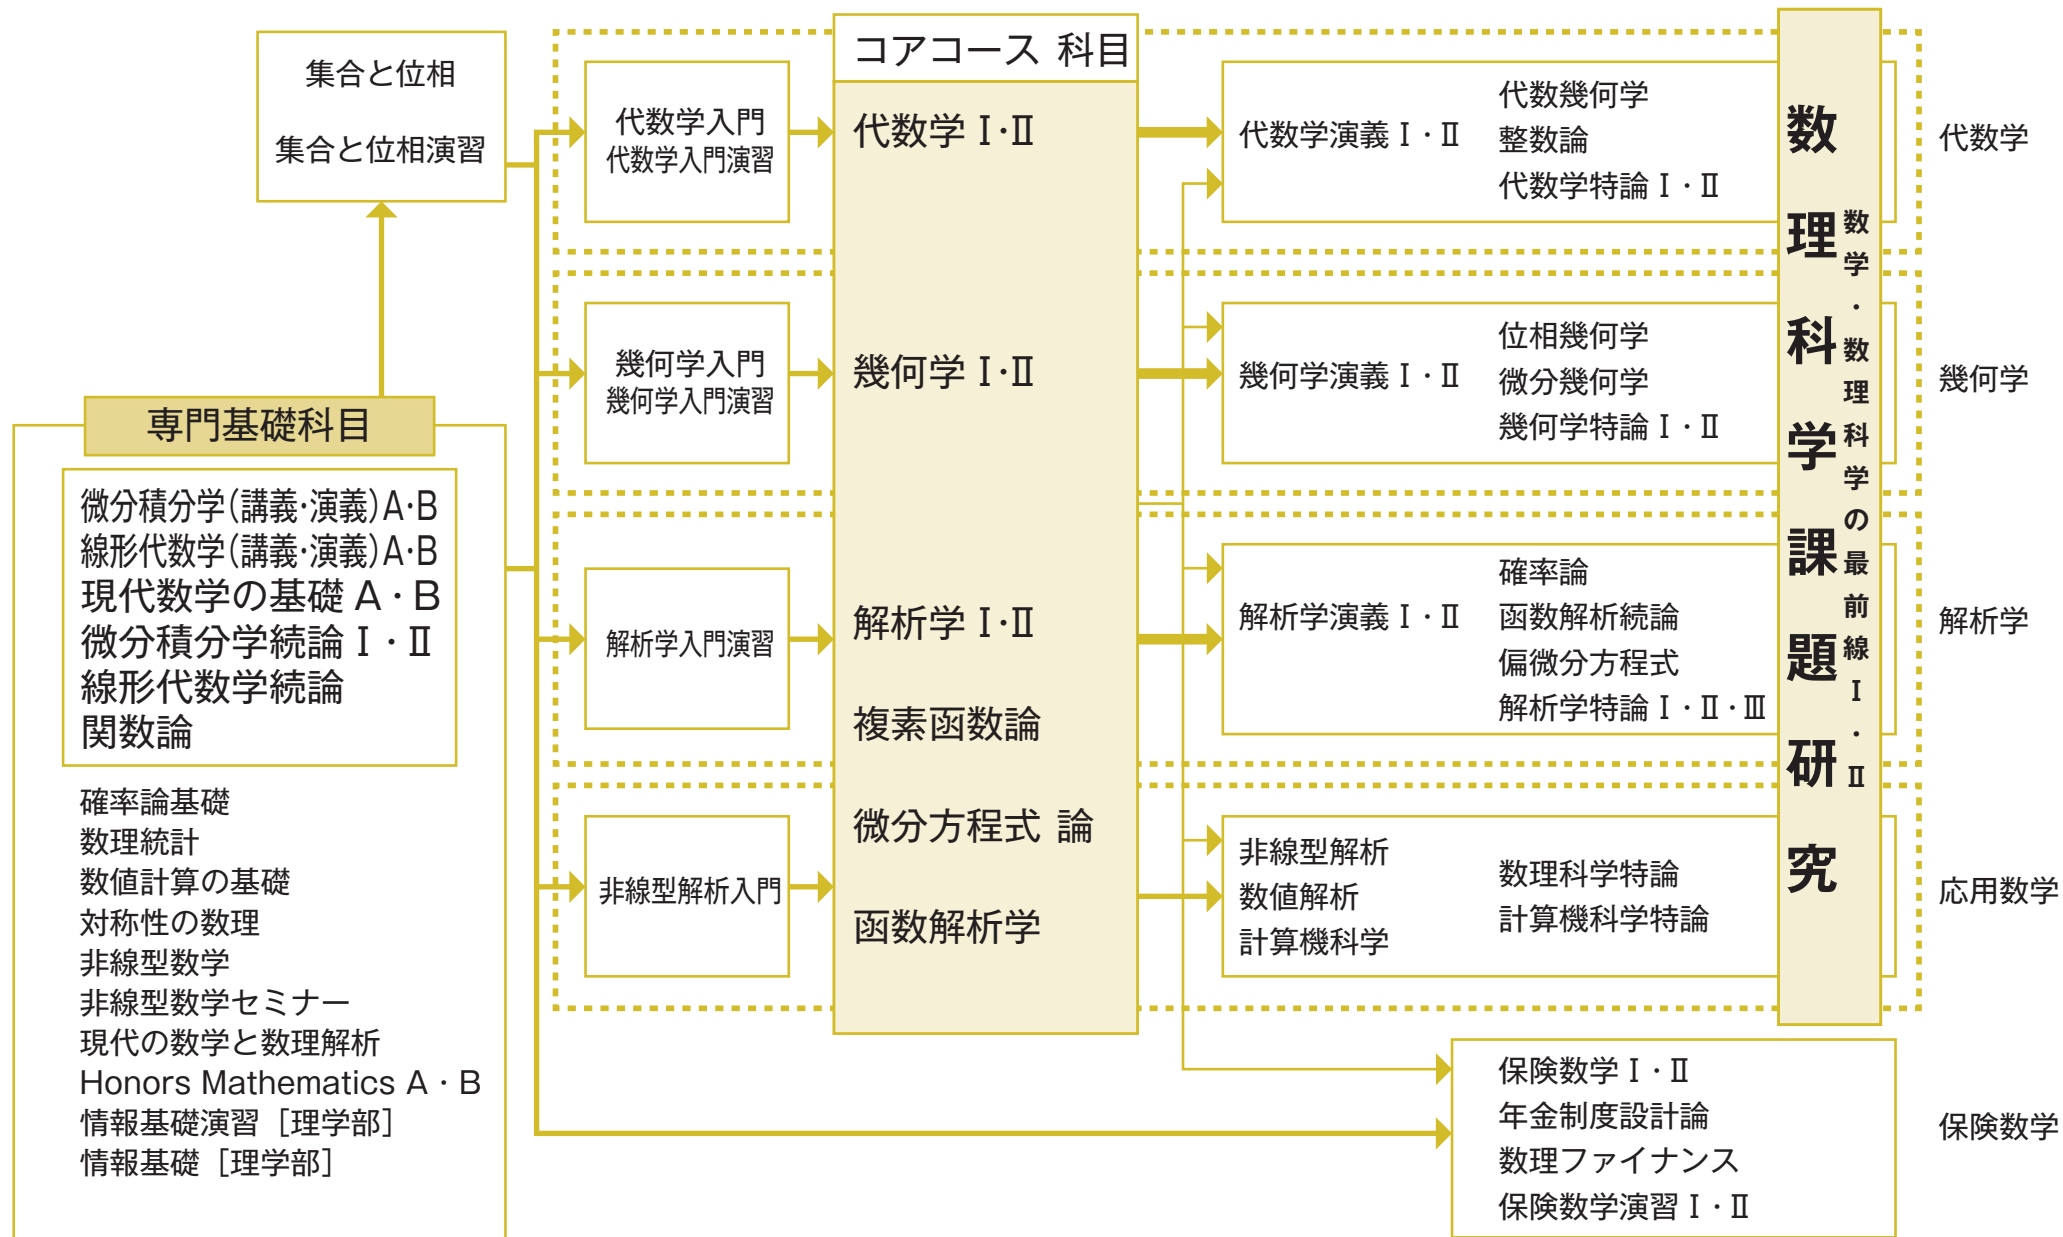 集合と位相
集合と位相演習
専門基礎科目
微分積分学(講義・演義)A・B
線形代数学(講義・演義)A・B
現代数学の基礎 A・B
微分積分学続論 Ⅰ・Ⅱ
線形代数学続論
関数論
確率論基礎
数理統計
数値計算の基礎
対称性の数理
非線型数学
非線型数学セミナー
現代の数学と数理解析
Honors Mathematics A・B
情報基礎演習［理学部］
情報基礎［理学部］
代数学入門
代数学入門演習
幾何学入門
幾何学入門演習
解析学入門演習
非線型解析入門
コアコース 科目
代数学 Ⅰ・Ⅱ
幾何学 Ⅰ・Ⅱ
解析学 Ⅰ・Ⅱ
複素函数論
微分方程式 論
函数解析学
代数学演義 Ⅰ・Ⅱ
代数幾何学
整数論
代数学特論 Ⅰ・Ⅱ
幾何学演義 Ⅰ・Ⅱ
位相幾何学
微分幾何学
幾何学特論 Ⅰ・Ⅱ
解析学演義 Ⅰ・Ⅱ
確率論
函数解析続論
偏微分方程式
解析学特論 Ⅰ・Ⅱ・Ⅲ
非線型解析
数値解析
計算機科学
数理科学特論
計算機科学特論
保険数学 Ⅰ・Ⅱ
年金制度設計論
数理ファイナンス
保険数学演習 Ⅰ・Ⅱ
数理科学課題研究
数学・数理科学の最前線Ⅰ・Ⅱ
代数学
幾何学
解析学
応用数学
保険数学